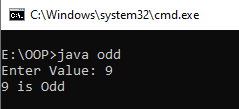 C:\Windows\system32\cmd.exe
E:\OOP>java odd
Enter Value: 9
9 is Odd